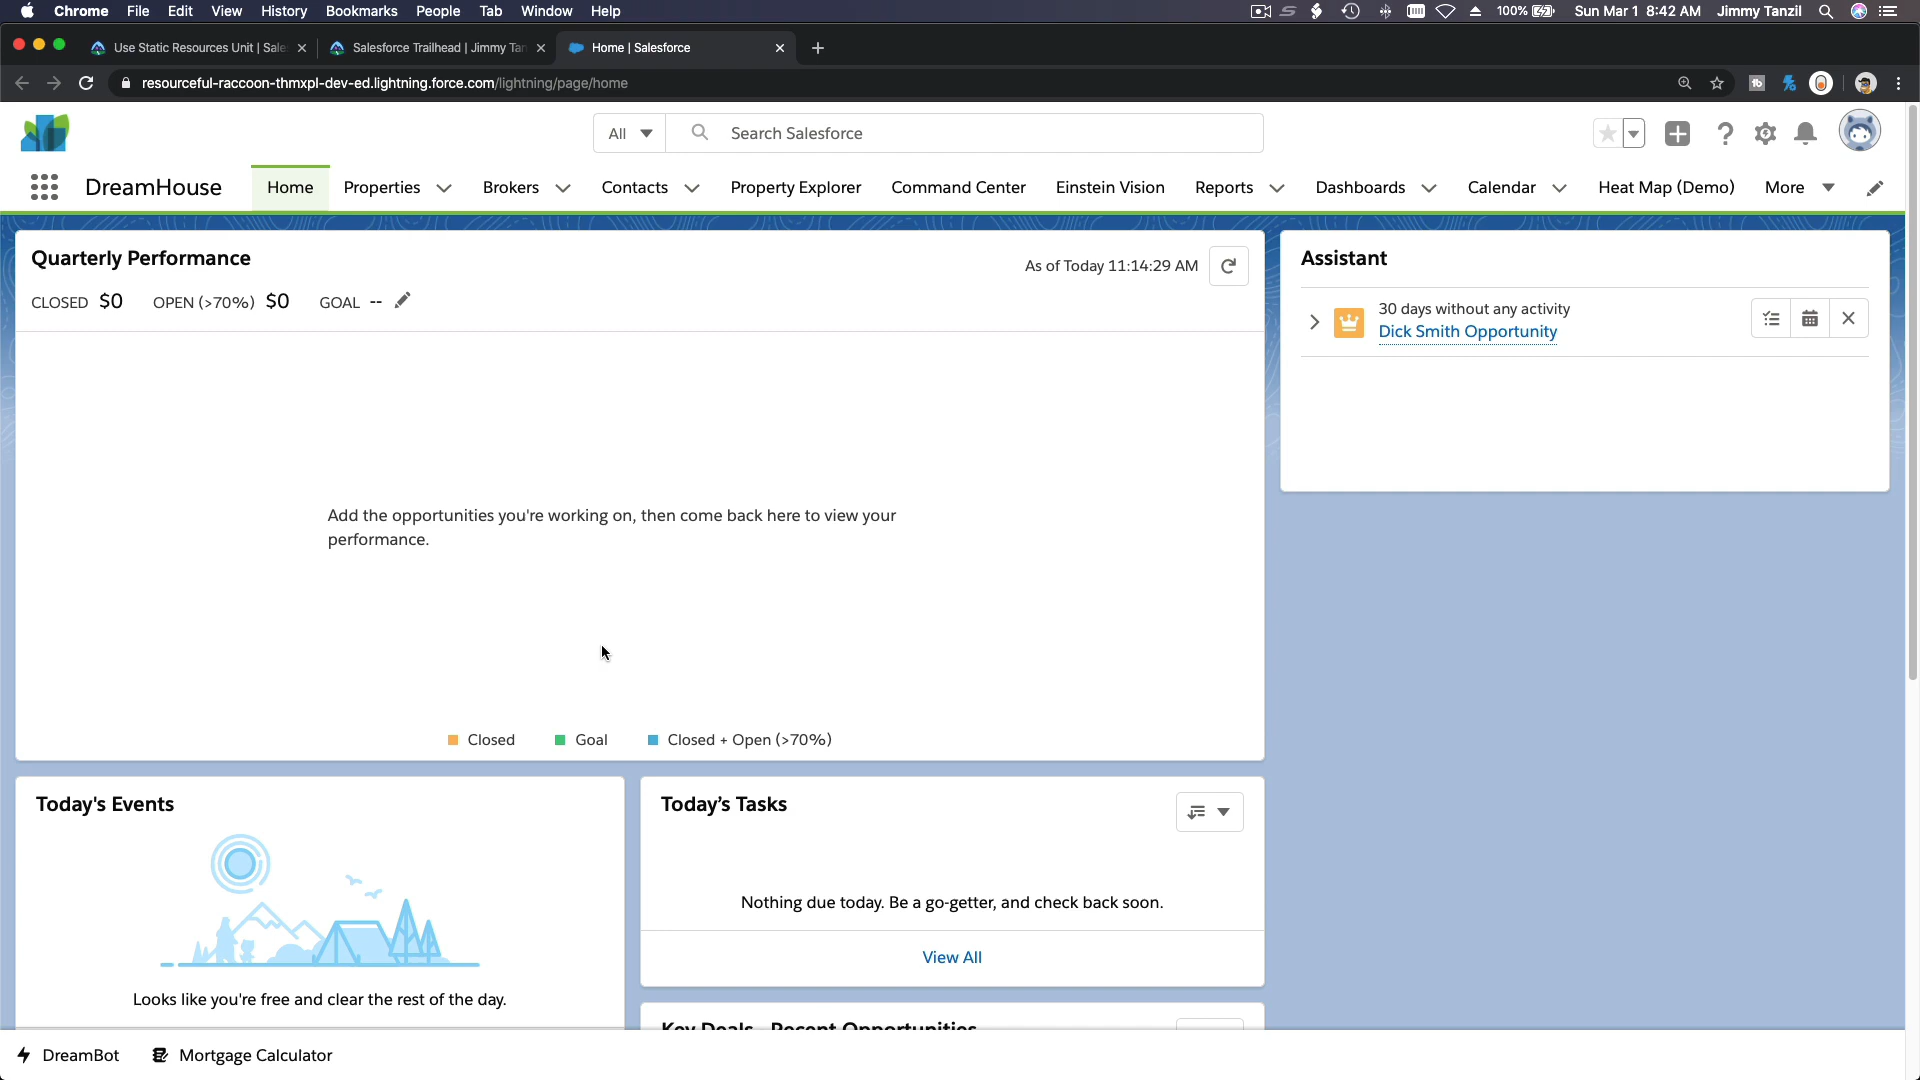 Chrome File Edit View History Bookmarks People Tab Window Help 100% Sun Mar 1 8:42 AM Jimmy Tanzil
Use Static Resources Unit | Sale Salesforce Trailhead | Jimmy Tan Home | Salesforce
resourceful-raccoon-thmxpl-dev-ed.lightning.force.com/lightning/page/home
All Search Salesforce
DreamHouse Home Properties Brokers Contacts Property Explorer Command Center Einstein Vision Reports Dashboards Calendar Heat Map (Demo) More
Quarterly Performance
As of Today 11:14:29 AM
CLOSED $0 OPEN (>70%) $0 GOAL --
Add the opportunities you're working on, then come back here to view your
performance.
Closed Goal Closed + Open (>70%)
Assistant
30 days without any activity
Dick Smith Opportunity
Today's Events
Looks like you're free and clear the rest of the day.
Today’s Tasks
Nothing due today. Be a go-getter, and check back soon.
View All
Key Deals - Recent Opportunities
DreamBot Mortgage Calculator